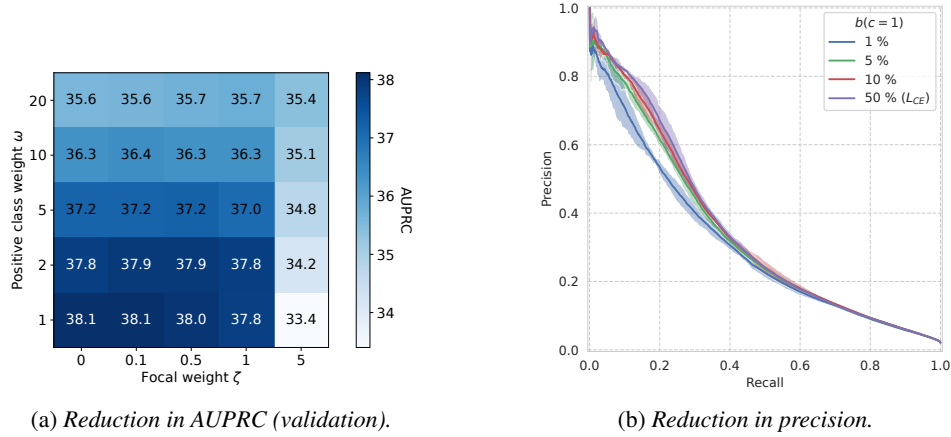 20
10
5
2
1
35.6 35.6 35.7 35.7 35.4
36.3 36.4 36.3 36.3 35.1
37.2 37.2 37.2 37.0 34.8
37.8 37.9 37.9 37.8 34.2
38.1 38.1 38.0 37.8 33.4
0 0.1 0.5 1 5
Focal weight ζ
Positive class weight ω
38
37
36
35
34
AUPRC
(a) Reduction in AUPRC (validation).
1.0
0.8
0.6
0.4
0.2
0.0
Precision
b(c = 1)
1 %
5 %
10 %
50 % (L_CE)
0.0 0.2 0.4 0.6 0.8 1.0
Recall
(b) Reduction in precision.